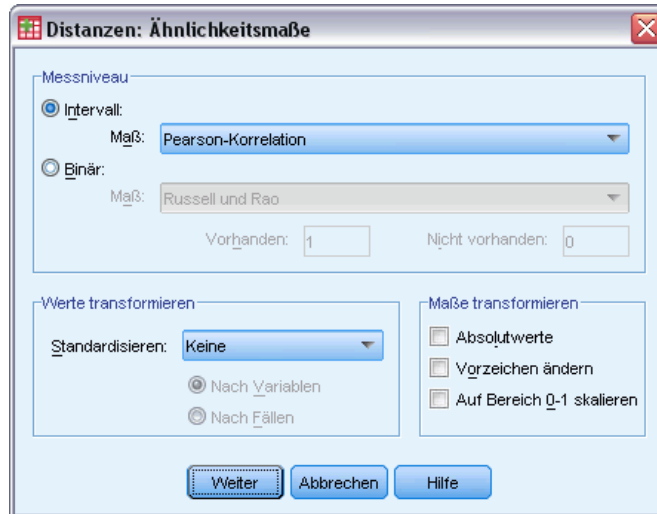 Distanzen: Ähnlichkeitsmaße
Messniveau
Intervall:
Maß: Pearson-Korrelation
Binär:
Maß: Russell und Rao
Vorhanden: 1 Nicht vorhanden: 0
Werte transformieren
Standardisieren: Keine
Nach Variablen
Nach Fällen
Maße transformieren
Absolutwerte
Vorzeichen ändern
Auf Bereich 0-1 skalieren
Weiter Abbrechen Hilfe